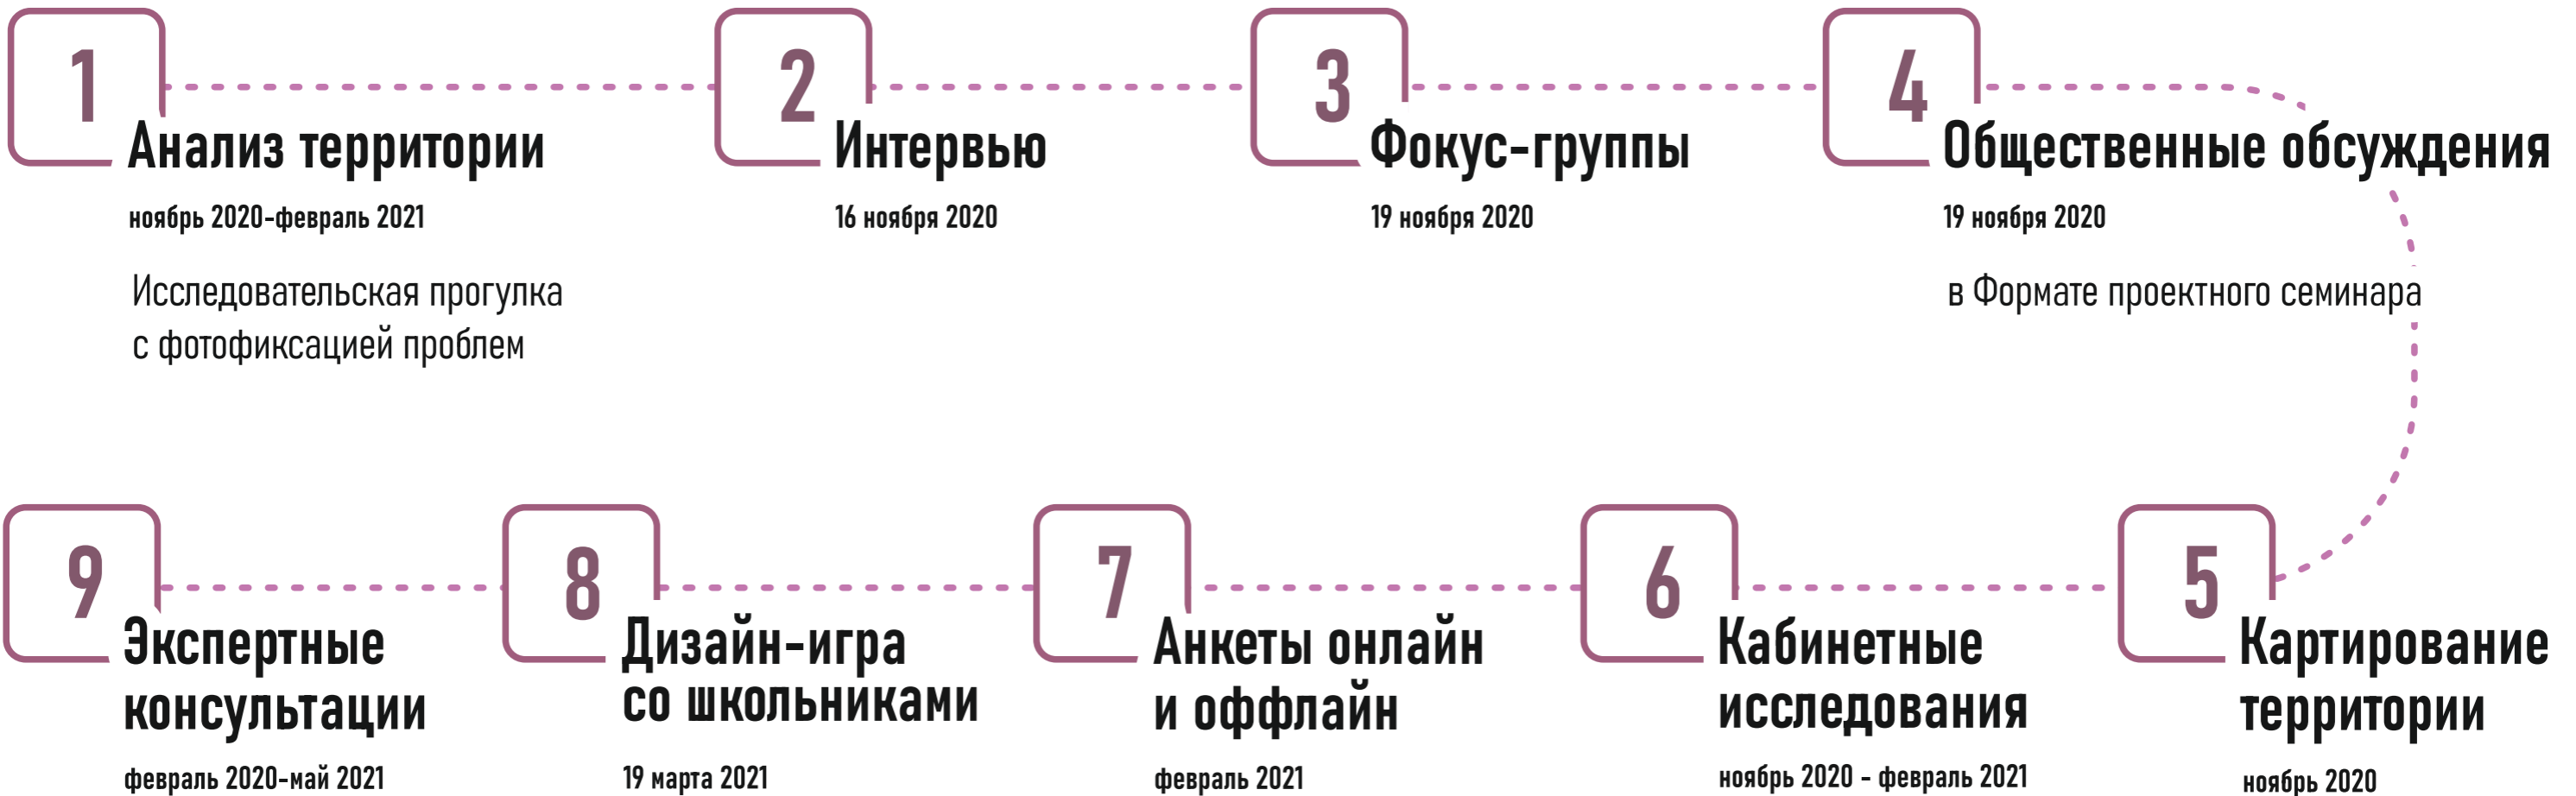 1
Анализ территории
ноябрь 2020-февраль 2021
Исследовательская прогулка
с фотофиксацией проблем
2
Интервью
16 ноября 2020
3
Фокус-группы
19 ноября 2020
4
Общественные обсуждения
19 ноября 2020
в Формате проектного семинара
5
Картирование
территории
ноябрь 2020
6
Кабинетные
исследования
ноябрь 2020 - февраль 2021
7
Анкеты онлайн
и оффлайн
февраль 2021
8
Дизайн-игра
со школьниками
19 марта 2021
9
Экспертные
консультации
февраль 2020-май 2021